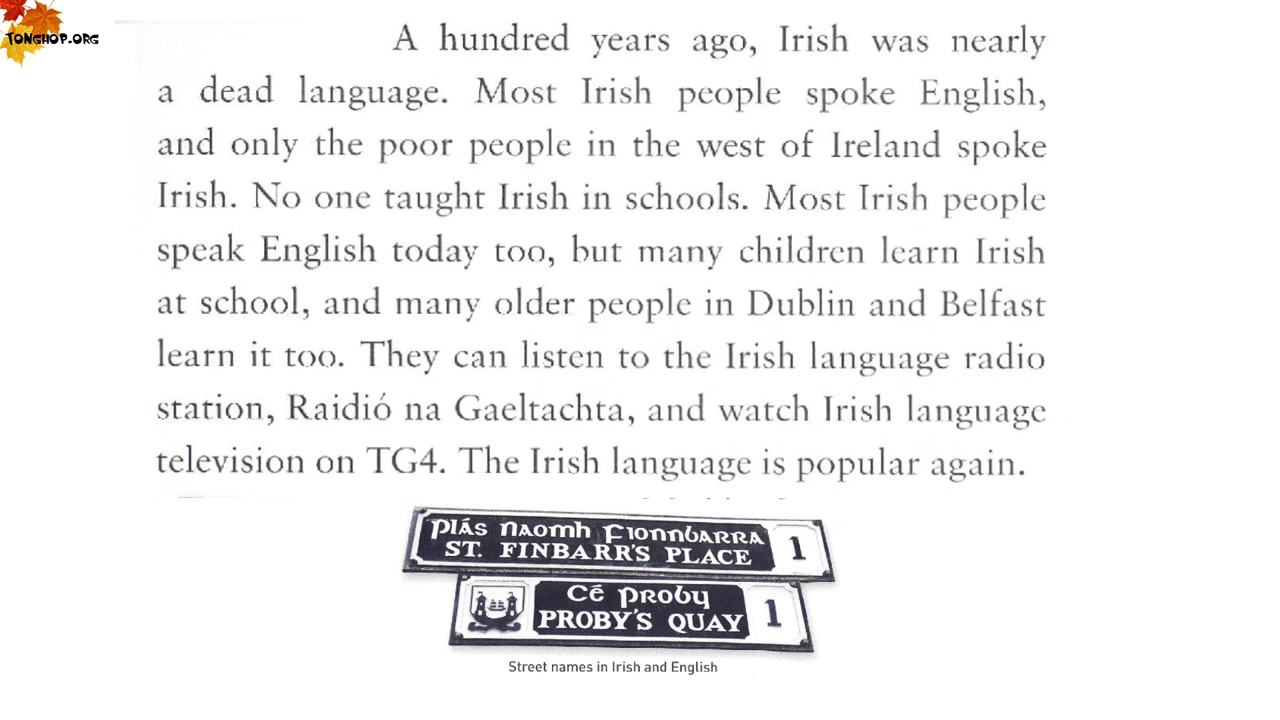 TONGHOP.ORG
A hundred years ago, Irish was nearly
a dead language. Most Irish people spoke English,
and only the poor people in the west of Ireland spoke
Irish. No one taught Irish in schools. Most Irish people
speak English today too, but many children learn Irish
at school, and many older people in Dublin and Belfast
learn it too. They can listen to the Irish language radio
station, Raidió na Gaeltachta, and watch Irish language
television on TG4. The Irish language is popular again.
Plás Naomh Fionnbarra
ST. FINBARR'S PLACE 1
Cé Proby
PROBY'S QUAY 1
Street names in Irish and English